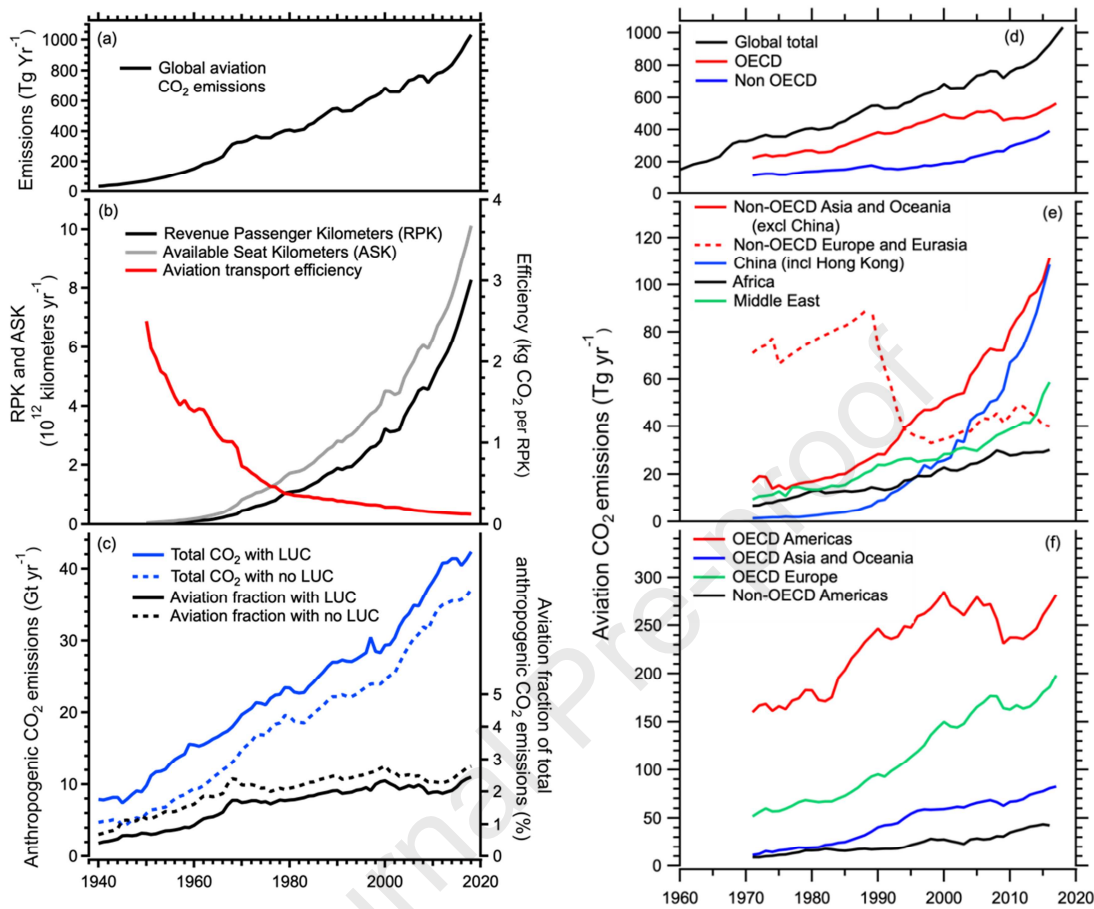 (a)
Global aviation
CO2 emissions
Emissions (Tg Yr-1)
1000
800
600
400
200
0
(b)
Revenue Passenger Kilometers (RPK)
Available Seat Kilometers (ASK)
Aviation transport efficiency
RPK and ASK
(10^12 kilometers yr-1)
10
8
6
4
2
0
Efficiency (kg CO2 per RPK)
4
3
2
1
0
(c)
Total CO2 with LUC
Total CO2 with no LUC
Aviation fraction with LUC
Aviation fraction with no LUC
Anthropogenic CO2 emissions (Gt yr-1)
40
30
20
10
0
Aviation fraction of total
anthropogenic CO2 emissions (%)
5
4
3
2
1
0
1940
1960
1980
2000
2020
(d)
Global total
OECD
Non OECD
1000
800
600
400
200
0
(e)
Non-OECD Asia and Oceania
(excl China)
Non-OECD Europe and Eurasia
China (incl Hong Kong)
Africa
Middle East
Aviation CO2 emissions (Tg yr-1)
120
100
80
60
40
20
0
(f)
OECD Americas
OECD Asia and Oceania
OECD Europe
Non-OECD Americas
300
250
200
150
100
50
0
1960
1970
1980
1990
2000
2010
2020
urnal Pre-proof